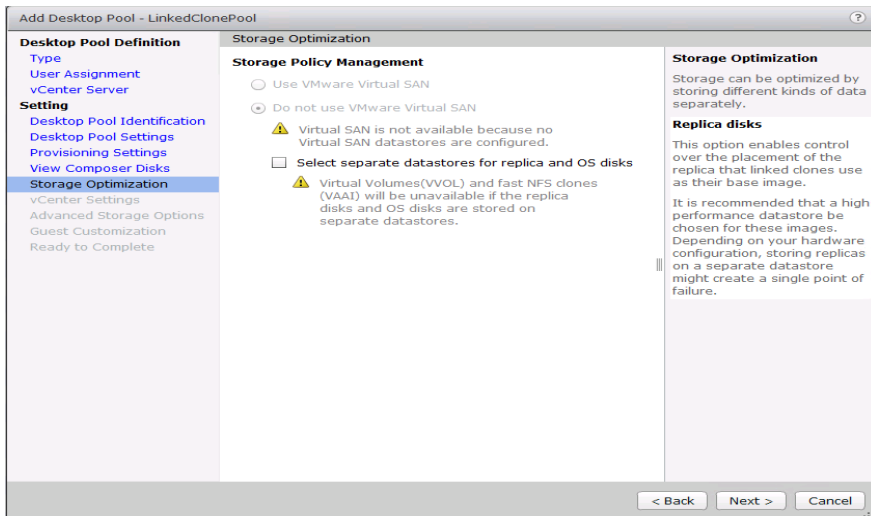 Add Desktop Pool - LinkedClonePool
?
Desktop Pool Definition
Type
User Assignment
vCenter Server
Setting
Desktop Pool Identification
Desktop Pool Settings
Provisioning Settings
View Composer Disks
Storage Optimization
vCenter Settings
Advanced Storage Options
Guest Customization
Ready to Complete
Storage Optimization
Storage Policy Management
Use VMware Virtual SAN
Do not use VMware Virtual SAN
Virtual SAN is not available because no
Virtual SAN datastores are configured.
Select separate datastores for replica and OS disks
Virtual Volumes(VVOL) and fast NFS clones
(VAAI) will be unavailable if the replica
disks and OS disks are stored on
separate datastores.
Storage Optimization
Storage can be optimized by
storing different kinds of data
separately.
Replica disks
This option enables control
over the placement of the
replica that linked clones use
as their base image.
It is recommended that a high
performance datastore be
chosen for these images.
Depending on your hardware
configuration, storing replicas
on a separate datastore
might create a single point of
failure.
< Back
Next >
Cancel